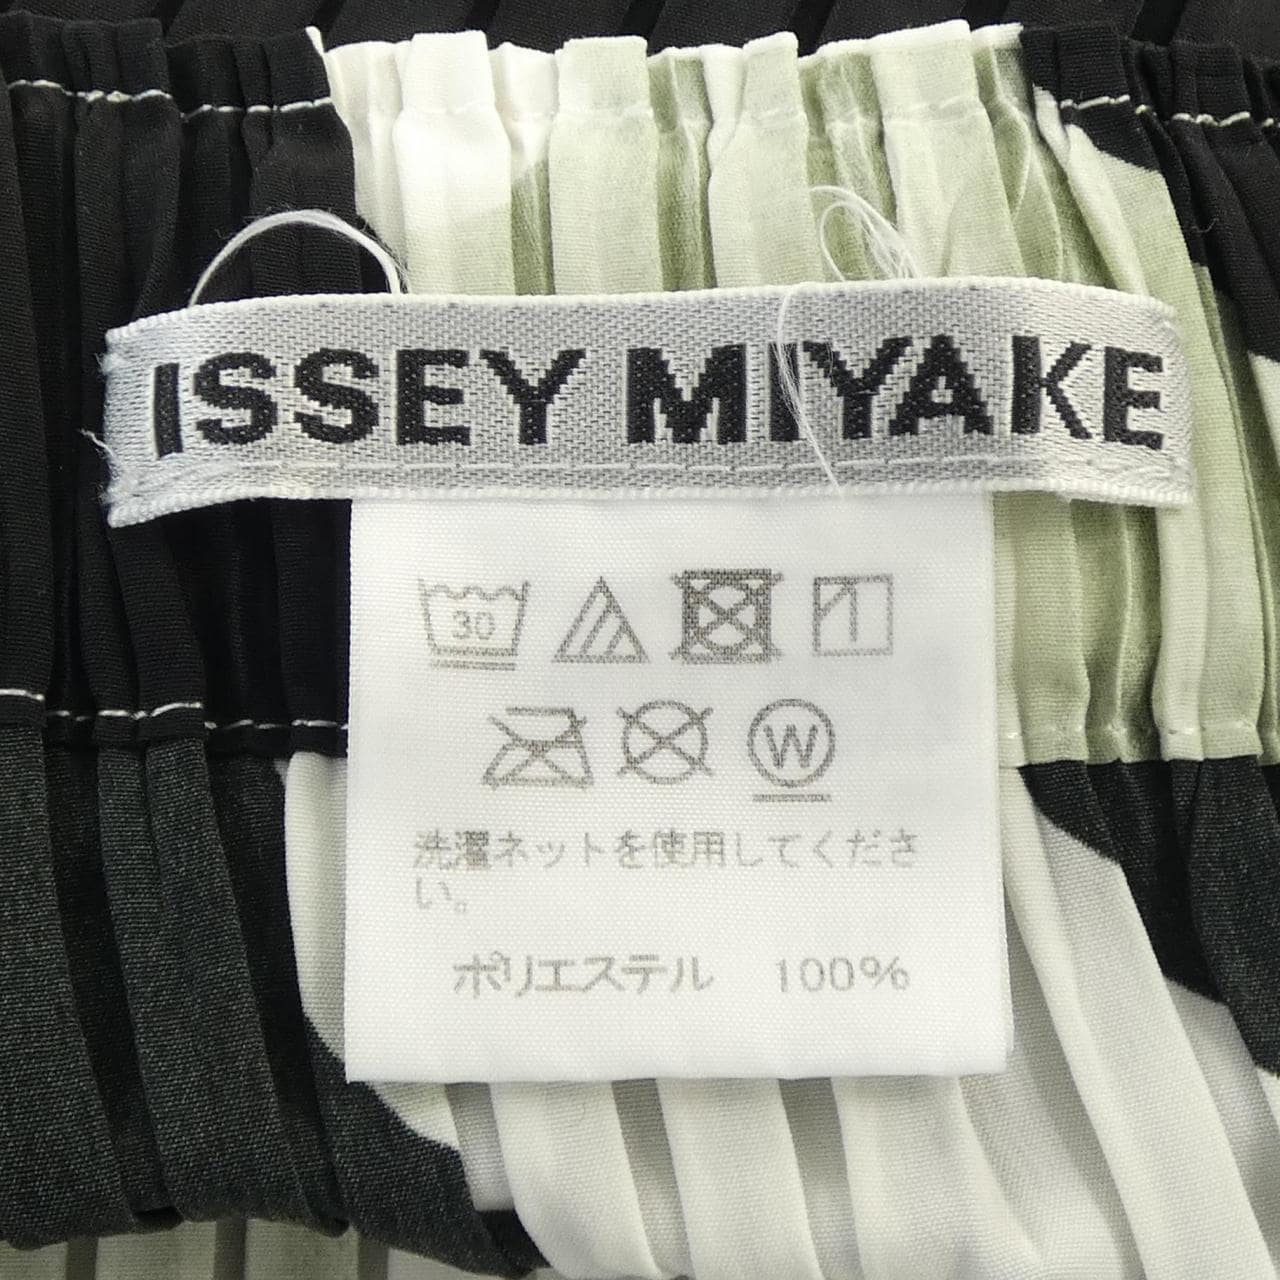 ISSEY MIYAKE
30
W
洗濯ネットを使用してくださ
い。
ポリエステル 100%